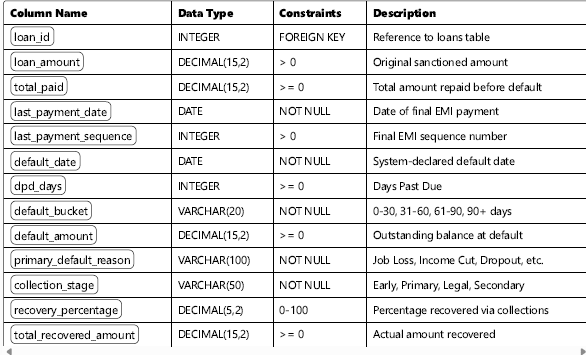 Column Name Data Type Constraints Description
loan_id INTEGER FOREIGN KEY Reference to loans table
loan_amount DECIMAL(15,2) > 0 Original sanctioned amount
total_paid DECIMAL(15,2) >= 0 Total amount repaid before default
last_payment_date DATE NOT NULL Date of final EMI payment
last_payment_sequence INTEGER > 0 Final EMI sequence number
default_date DATE NOT NULL System-declared default date
dpd_days INTEGER >= 0 Days Past Due
default_bucket VARCHAR(20) NOT NULL 0-30, 31-60, 61-90, 90+ days
default_amount DECIMAL(15,2) >= 0 Outstanding balance at default
primary_default_reason VARCHAR(100) NOT NULL Job Loss, Income Cut, Dropout, etc.
collection_stage VARCHAR(50) NOT NULL Early, Primary, Legal, Secondary
recovery_percentage DECIMAL(5,2) 0-100 Percentage recovered via collections
total_recovered_amount DECIMAL(15,2) >= 0 Actual amount recovered